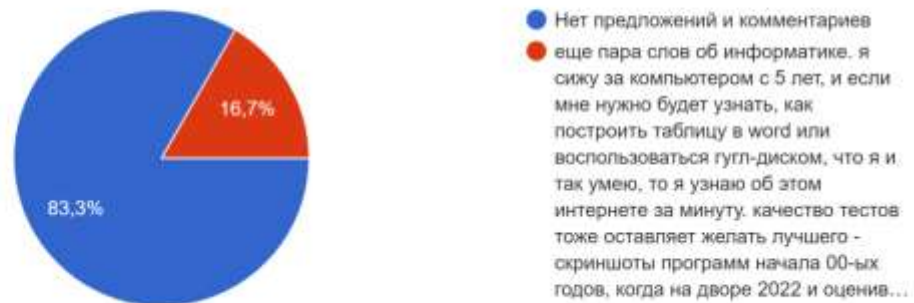 16,7%
83,3%
Нет предложений и комментариев
еще пара слов об информатике. я
сижу за компьютером с 5 лет, и если
мне нужно будет узнать, как
построить таблицу в word или
воспользоваться гугл-диском, что я и
так умею, то я узнаю об этом
интернете за минуту. качество тестов
тоже оставляет желать лучшего -
скриншоты программ начала 00-ых
годов, когда на дворе 2022 и оценив...